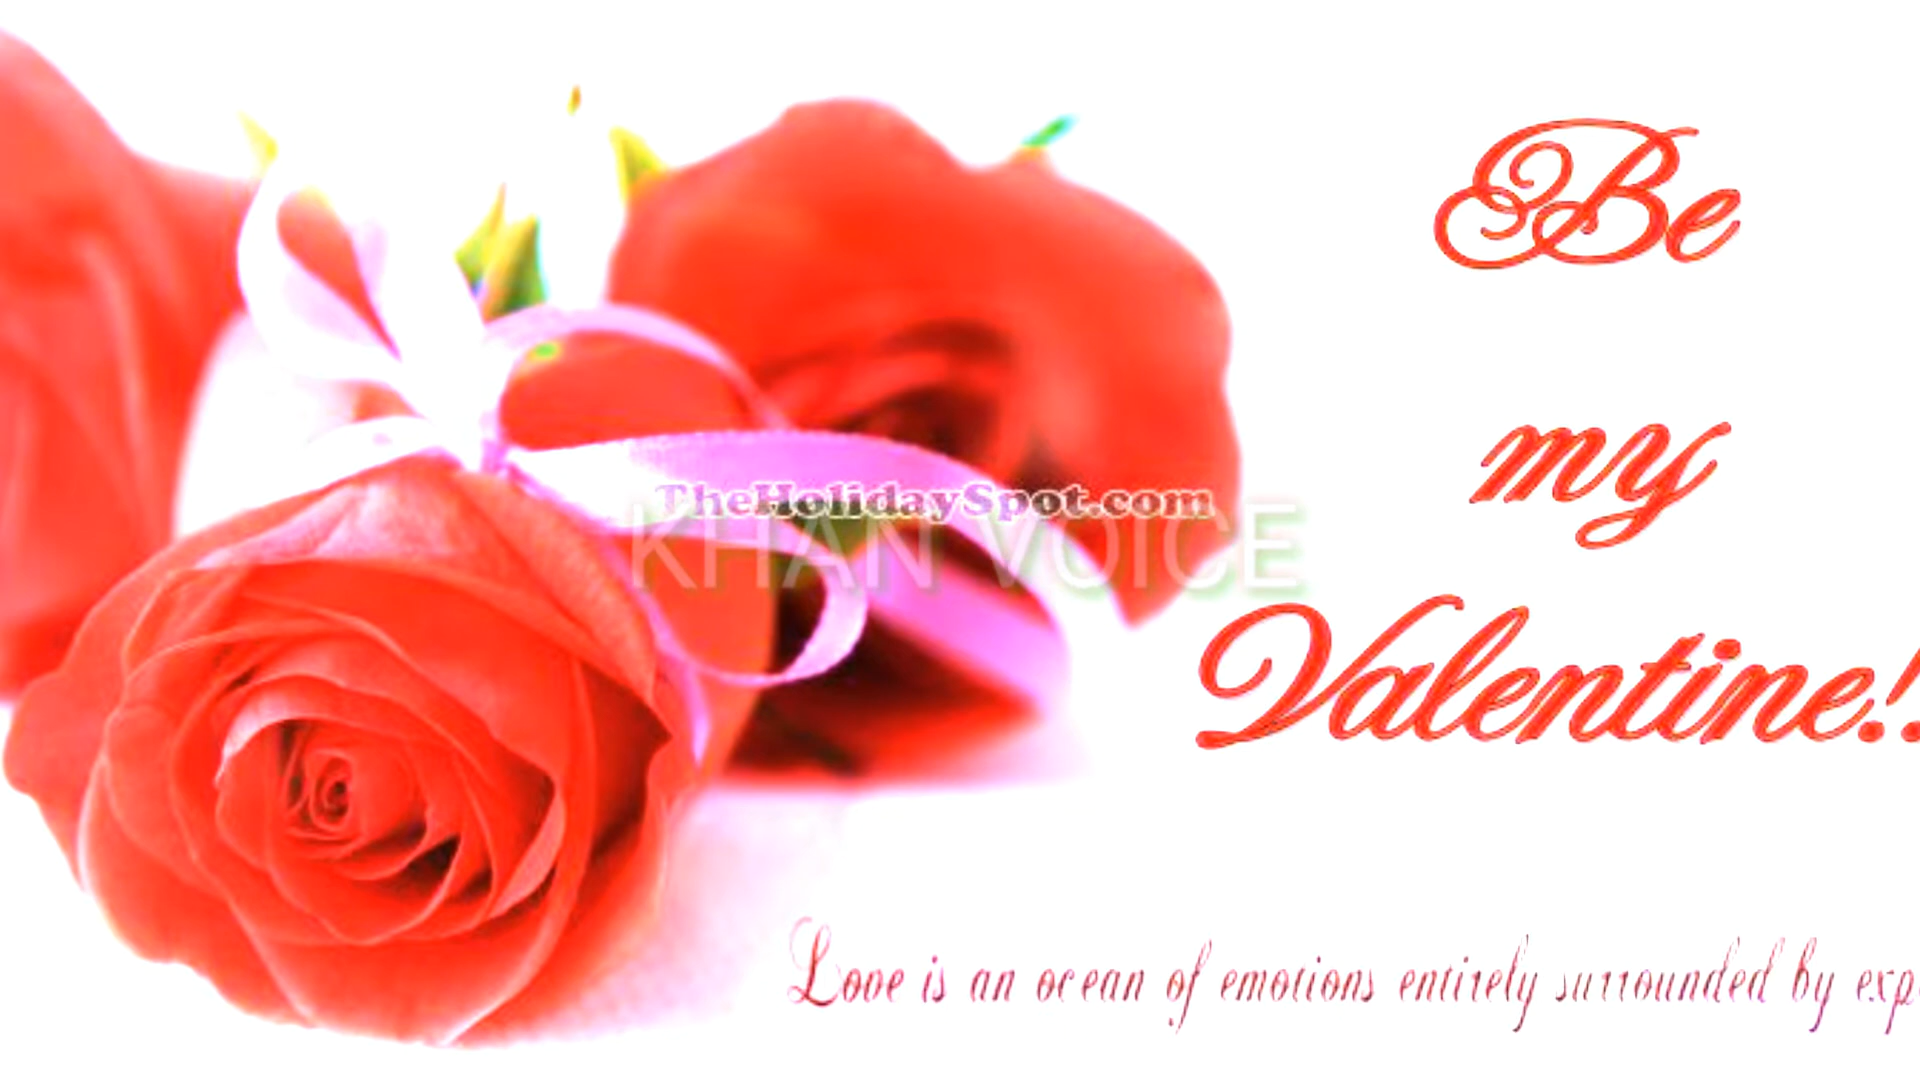 Be
my
Valentine!!
TheHolidaySpot.com
KHAN VOICE
Love is an ocean of emotions entirely surrounded by